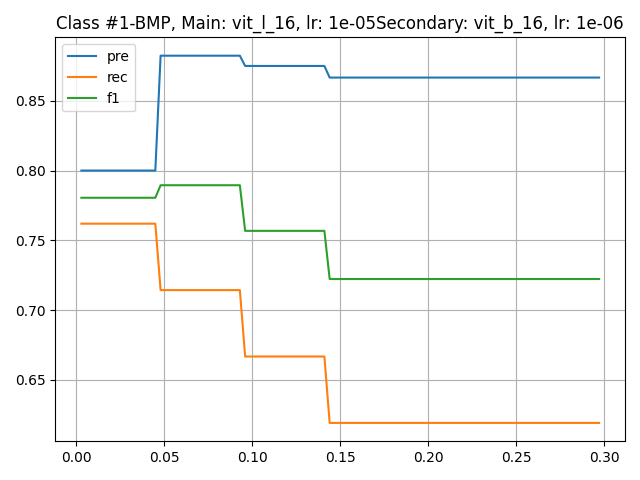 Class #1-BMP, Main: vit_l_16, lr: 1e-05Secondary: vit_b_16, lr: 1e-06
pre
rec
f1
0.85
0.80
0.75
0.70
0.65
0.00 0.05 0.10 0.15 0.20 0.25 0.30